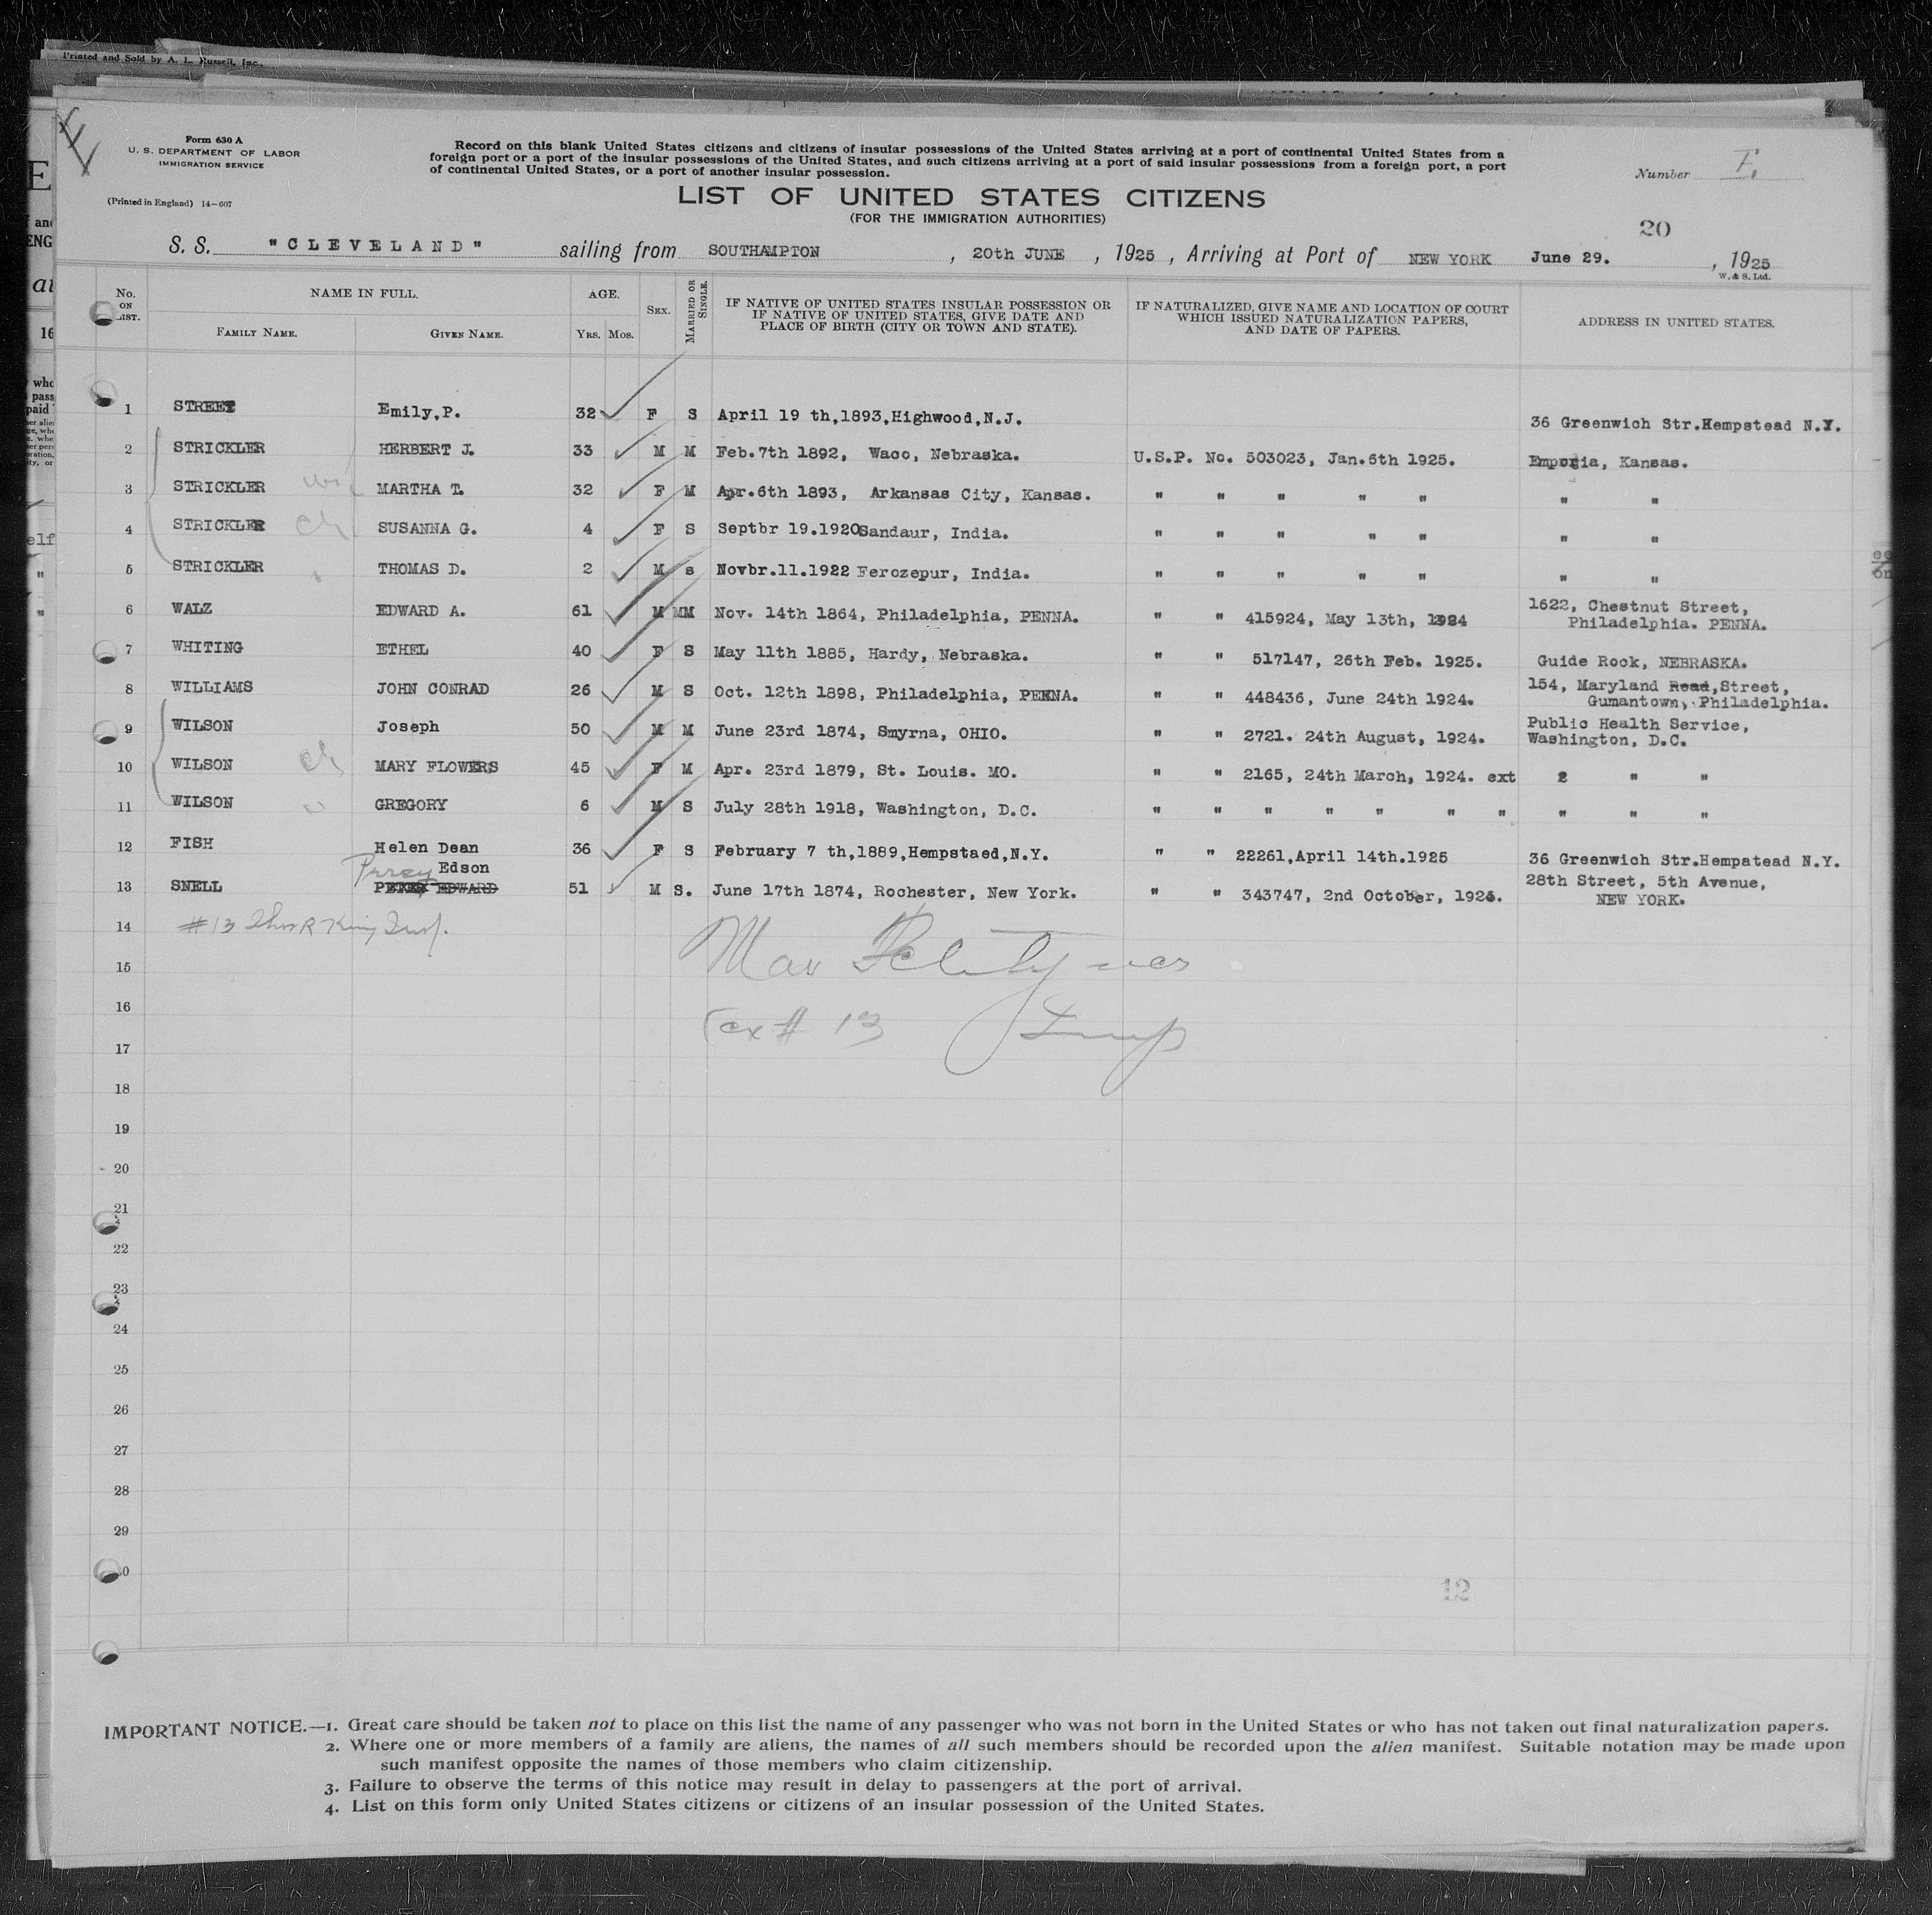 Printed and Sold by A. L. Russell, Inc.
Form 630 A
U. S. DEPARTMENT OF LABOR
IMMIGRATION SERVICE
(Printed in England) 14-607
Record on this blank United States citizens and citizens of insular possessions of the United States arriving at a port of continental United States from a
foreign port or a port of the insular possessions of the United States, and such citizens arriving at a port of said insular possessions from a foreign port, a port
of continental United States, or a port of another insular possession.
Number E.
LIST OF UNITED STATES CITIZENS
(FOR THE IMMIGRATION AUTHORITIES)
20
S. S. "CLEVELAND" sailing from SOUTHAMPTON, 20th JUNE, 1925, Arriving at Port of NEW YORK June 29., 1925
W. & S. Ltd.
No. ON LIST. NAME IN FULL. AGE. SEX. MARRIED OR SINGLE. IF NATIVE OF UNITED STATES INSULAR POSSESSION OR IF NATIVE OF UNITED STATES, GIVE DATE AND PLACE OF BIRTH (CITY OR TOWN AND STATE). IF NATURALIZED, GIVE NAME AND LOCATION OF COURT WHICH ISSUED NATURALIZATION PAPERS, AND DATE OF PAPERS. ADDRESS IN UNITED STATES.
FAMILY NAME. GIVEN NAME. YRS. MOS.
1 STREET Emily,P. 32 F S April 19 th,1893,Highwood,N.J. 36 Greenwich Str.Hempstead N.Y.
2 STRICKLER HERBERT J. 33 M M Feb.7th 1892, Waco, Nebraska. U.S.P. No. 503023, Jan.6th 1925. Emporia, Kansas.
3 STRICKLER wi MARTHA T. 32 F M Apr.6th 1893, Arkansas City, Kansas. " " " " " " "
4 STRICKLER ch SUSANNA G. 4 F S Septbr 19.1920Sandaur, India. " " " " " " "
5 STRICKLER " THOMAS D. 2 M s Novbr.11.1922 Ferozepur, India. " " " " " " "
6 WALZ EDWARD A. 61 M MM Nov. 14th 1864, Philadelphia, PENNA. " " 415924, May 13th, 1924 1622, Chestnut Street,
Philadelphia. PENNA.
7 WHITING ETHEL 40 F S May 11th 1885, Hardy, Nebraska. " " 517147, 26th Feb. 1925. Guide Rock, NEBRASKA.
8 WILLIAMS JOHN CONRAD 26 M S Oct. 12th 1898, Philadelphia, PENNA. " " 448436, June 24th 1924. 154, Maryland Road,Street,
Gumantown, Philadelphia.
9 WILSON Joseph 50 M M June 23rd 1874, Smyrna, OHIO. " " 2721. 24th August, 1924. Public Health Service,
Washington, D.C.
10 WILSON ch MARY FLOWERS 45 F M Apr. 23rd 1879, St. Louis. MO. " " 2165, 24th March, 1924. ext " " "
11 WILSON " GREGORY 6 M S July 28th 1918, Washington, D.C. " " " " " " " " " "
12 FISH Helen Dean 36 F S February 7 th,1889,Hempstaed,N.Y. " " 22261,April 14th.1925 36 Greenwich Str.Hempatead N.Y.
Percy Edson
13 SNELL PETER EDWARD 51 M S. June 17th 1874, Rochester, New York. " " 343747, 2nd October, 1924. 28th Street, 5th Avenue,
NEW YORK.
14 #13 Thos R King Insp.
15 Max
16 (ex # 13 Insp
17
18
19
20
21
22
23
24
25
26
27
28
29
30
12
IMPORTANT NOTICE.—1. Great care should be taken not to place on this list the name of any passenger who was not born in the United States or who has not taken out final naturalization papers.
2. Where one or more members of a family are aliens, the names of all such members should be recorded upon the alien manifest. Suitable notation may be made upon
such manifest opposite the names of those members who claim citizenship.
3. Failure to observe the terms of this notice may result in delay to passengers at the port of arrival.
4. List on this form only United States citizens or citizens of an insular possession of the United States.